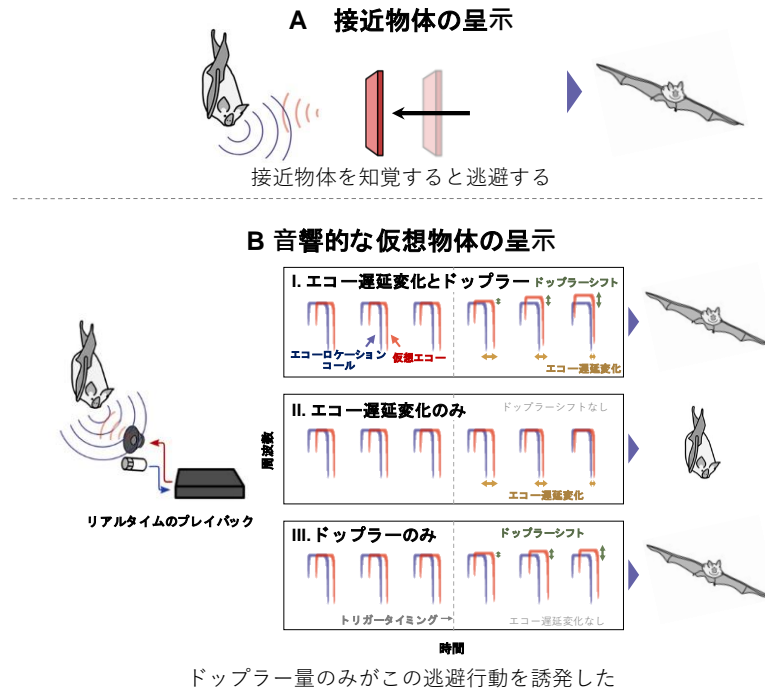 A 接近物体の呈示
接近物体を知覚すると逃避する
B 音響的な仮想物体の呈示
I. エコー遅延変化とドップラー
ドップラーシフト
エコーロケーション
コール
仮想エコー
エコー遅延変化
II. エコー遅延変化のみ
ドップラーシフトなし
周波数
エコー遅延変化
リアルタイムのプレイバック
III.ドップラーのみ
ドップラーシフト
トリガータイミング →
エコー遅延変化なし
時間
ドップラー量のみがこの逃避行動を誘発した